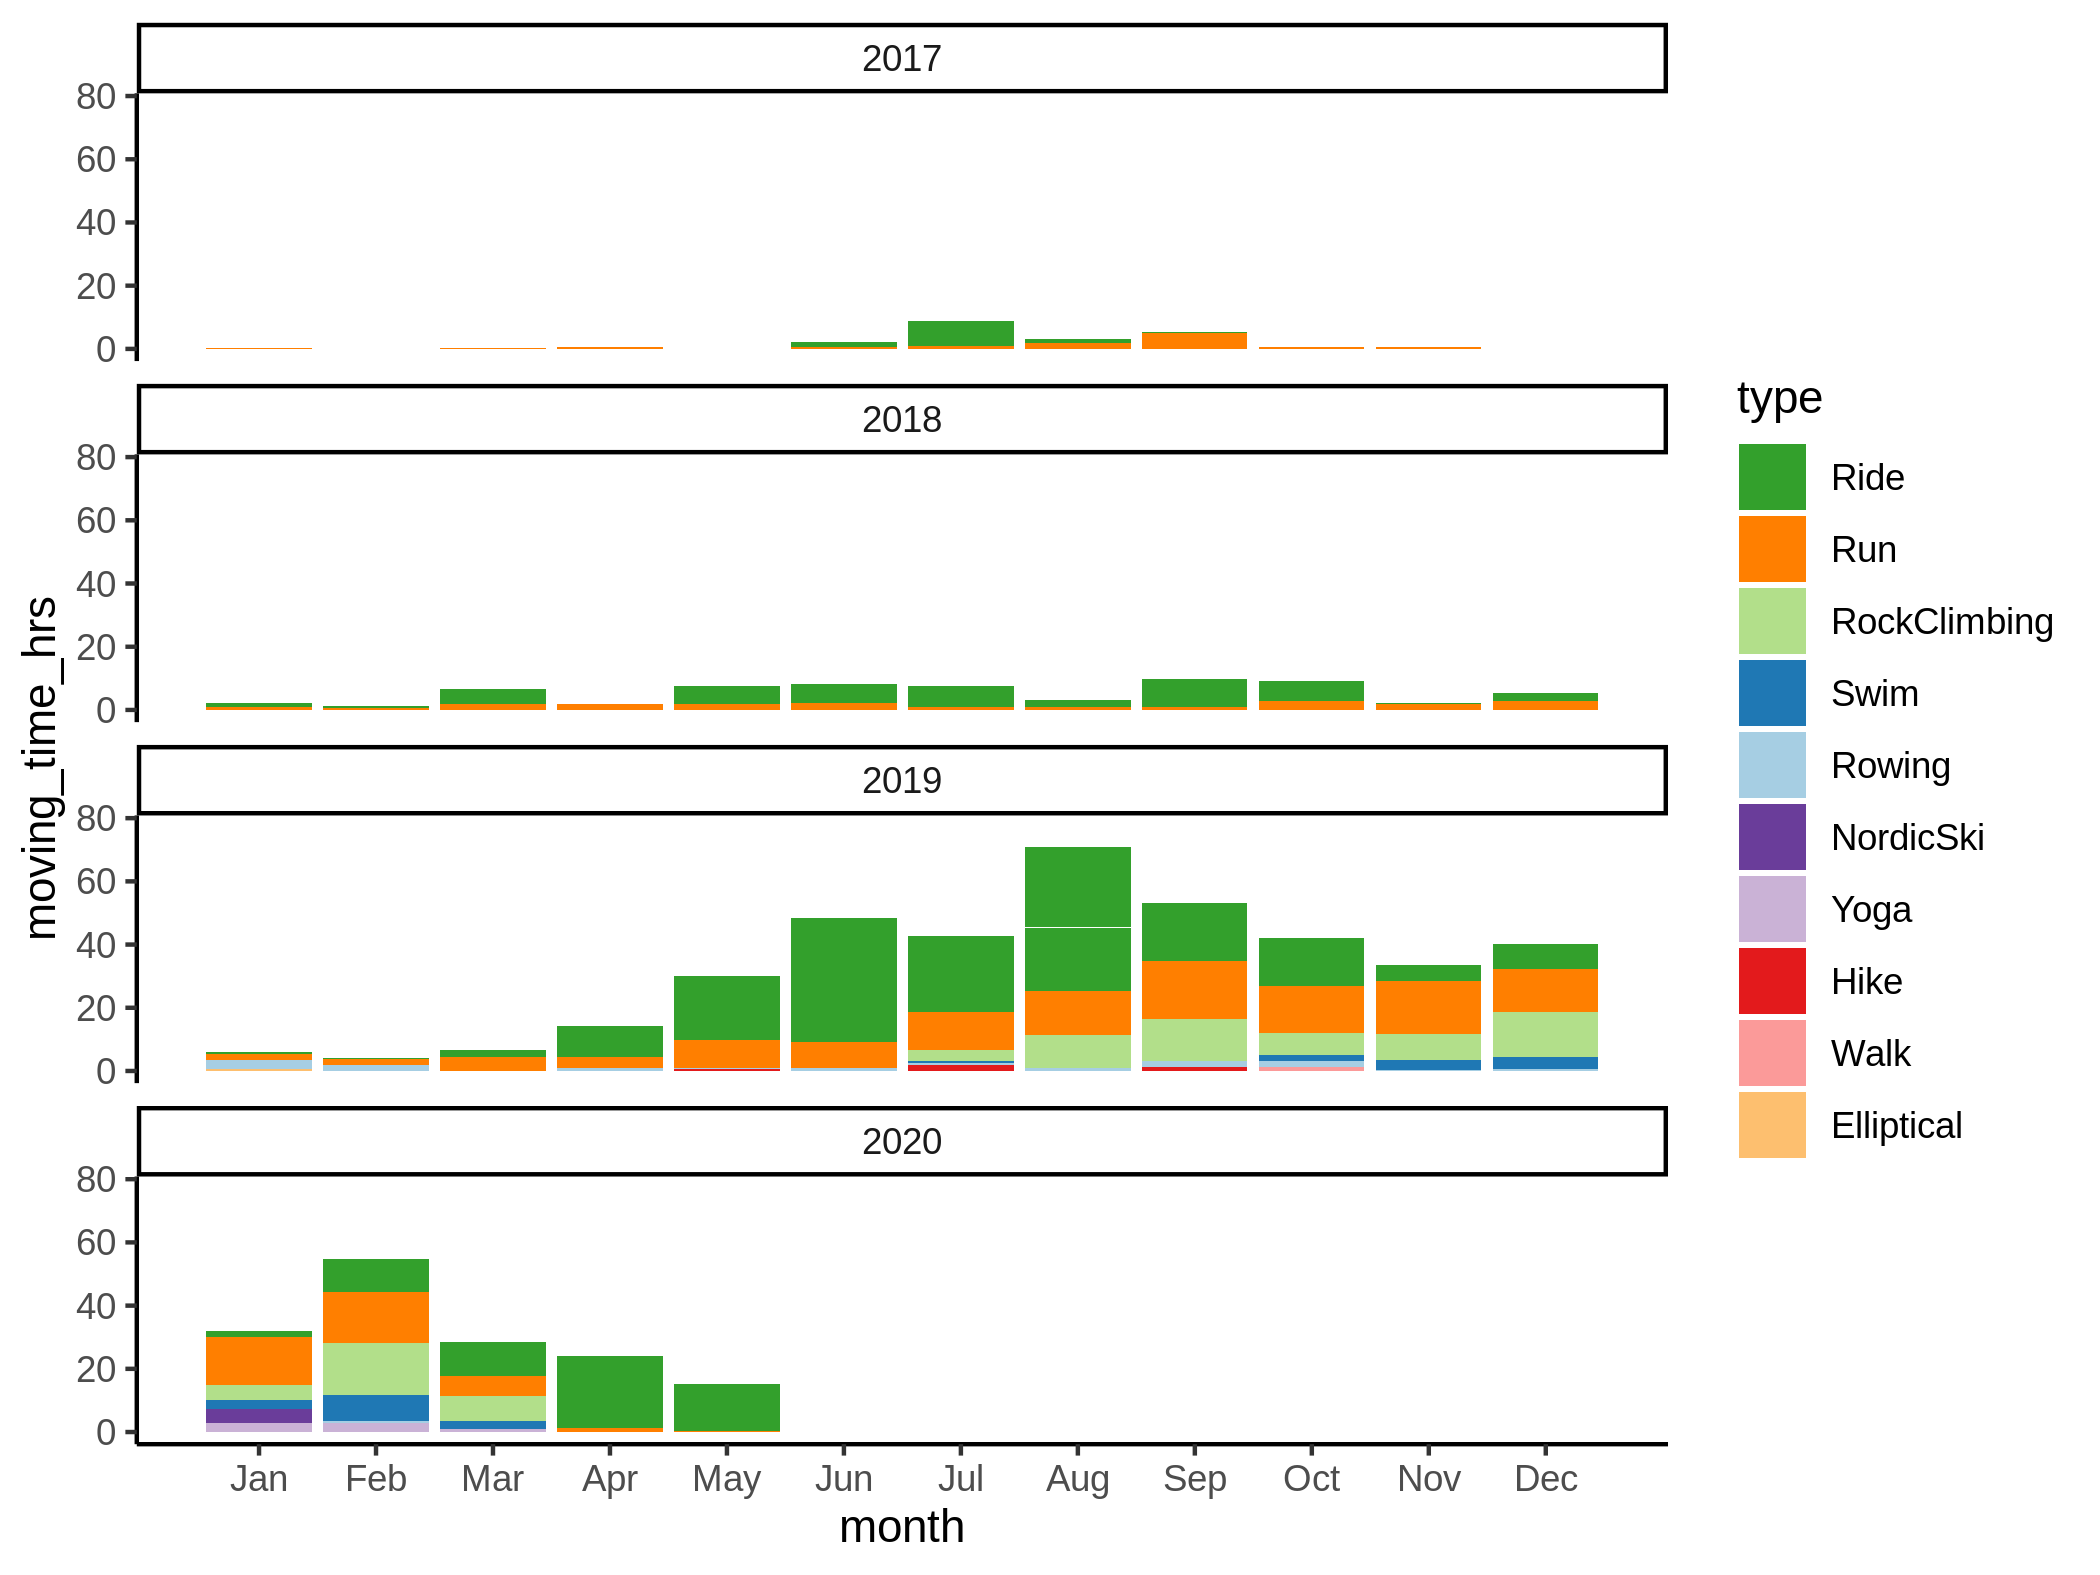 2017
80
60
40
20
0
2018
80
60
40
20
0
2019
80
60
40
20
0
2020
80
60
40
20
0
Jan Feb Mar Apr May Jun Jul Aug Sep Oct Nov Dec
month
moving_time_hrs
type
Ride
Run
RockClimbing
Swim
Rowing
NordicSki
Yoga
Hike
Walk
Elliptical